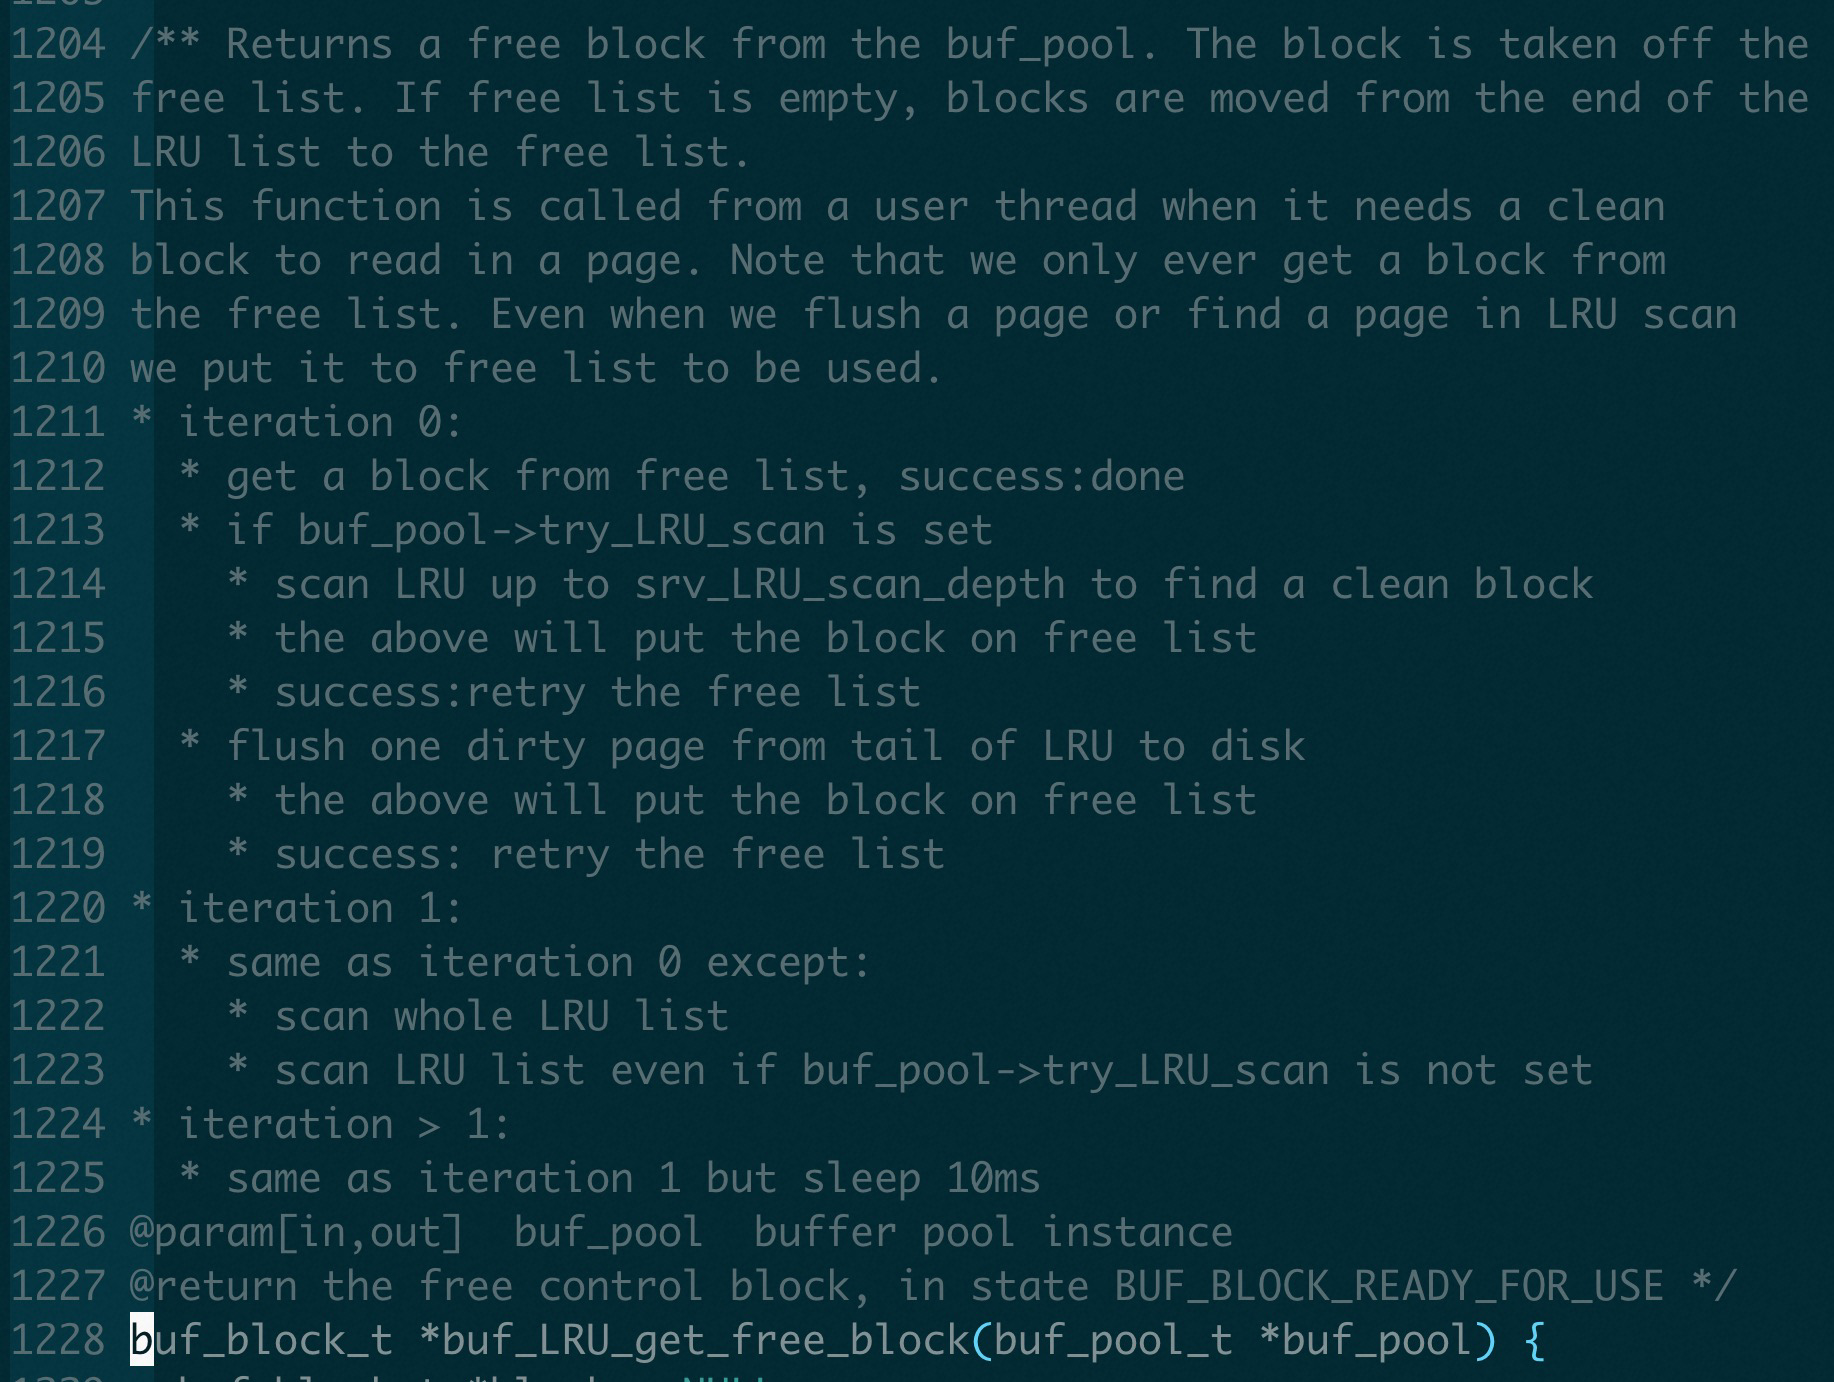 1204 /** Returns a free block from the buf_pool. The block is taken off the
1205 free list. If free list is empty, blocks are moved from the end of the
1206 LRU list to the free list.
1207 This function is called from a user thread when it needs a clean
1208 block to read in a page. Note that we only ever get a block from
1209 the free list. Even when we flush a page or find a page in LRU scan
1210 we put it to free list to be used.
1211 * iteration 0:
1212   * get a block from free list, success:done
1213   * if buf_pool->try_LRU_scan is set
1214     * scan LRU up to srv_LRU_scan_depth to find a clean block
1215     * the above will put the block on free list
1216     * success:retry the free list
1217   * flush one dirty page from tail of LRU to disk
1218     * the above will put the block on free list
1219     * success: retry the free list
1220 * iteration 1:
1221   * same as iteration 0 except:
1222     * scan whole LRU list
1223     * scan LRU list even if buf_pool->try_LRU_scan is not set
1224 * iteration > 1:
1225   * same as iteration 1 but sleep 10ms
1226 @param[in,out]  buf_pool  buffer pool instance
1227 @return the free control block, in state BUF_BLOCK_READY_FOR_USE */
1228 buf_block_t *buf_LRU_get_free_block(buf_pool_t *buf_pool) {